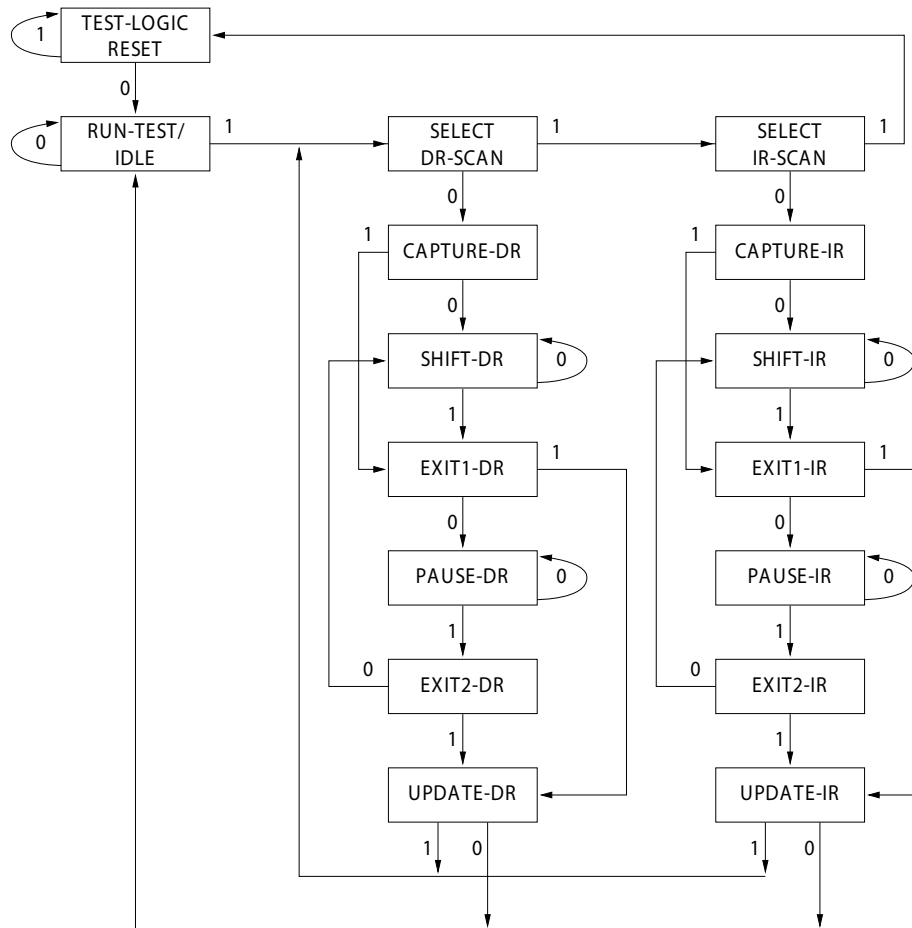 TEST-LOGIC
RESET
1
0
RUN-TEST/
IDLE
0
1
SELECT
DR-SCAN
1
SELECT
IR-SCAN
1
0
0
1
CAPTURE-DR
1
CAPTURE-IR
0
0
SHIFT-DR
0
SHIFT-IR
0
1
1
EXIT1-DR
1
EXIT1-IR
1
0
0
PAUSE-DR
0
PAUSE-IR
0
1
1
0
EXIT2-DR
0
EXIT2-IR
1
1
UPDATE-DR
UPDATE-IR
1
0
1
0